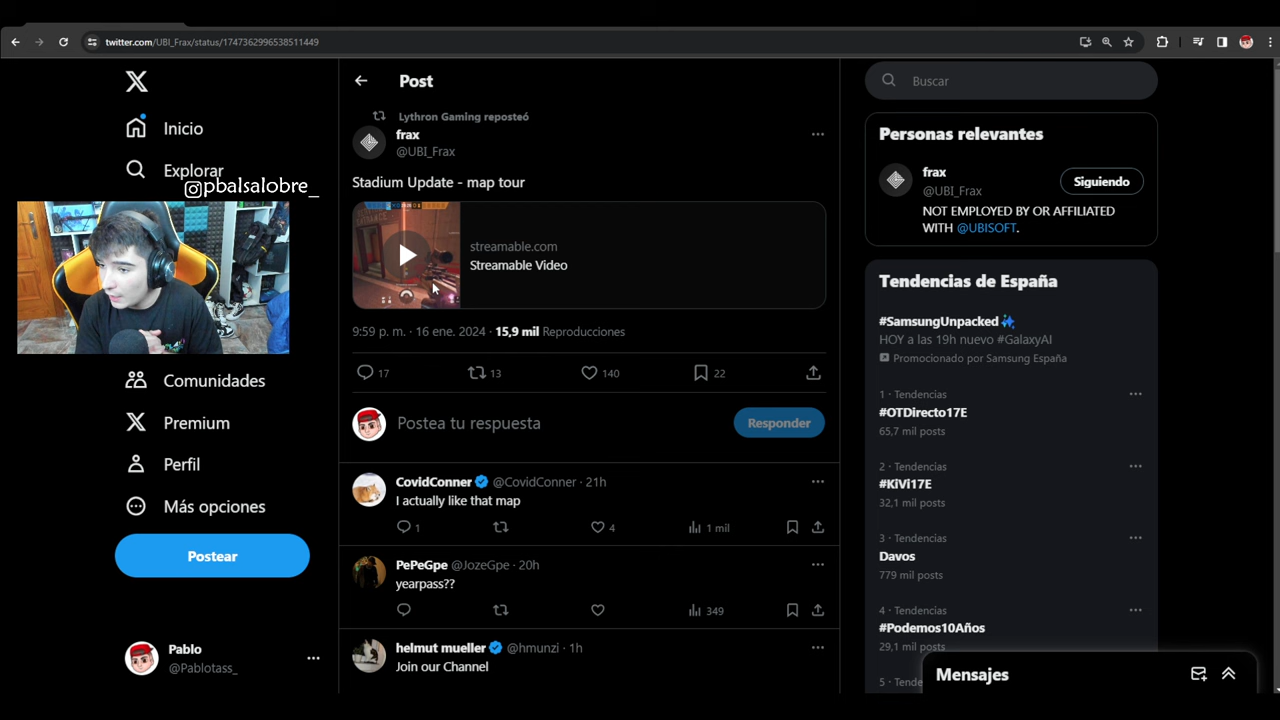 twitter.com/UBI_Frax/status/1747362996538511449
Inicio
Explorar
pbalsalobre_
Comunidades
Premium
Perfil
Más opciones
Postear
Pablo
@Pablotass_
Post
Lythron Gaming reposteó
frax
@UBI_Frax
Stadium Update - map tour
streamable.com
Streamable Video
9:59 p. m. · 16 ene. 2024 · 15,9 mil Reproducciones
17 13 140 22
Postea tu respuesta
Responder
CovidConner @CovidConner · 21h
I actually like that map
1 4 1 mil
PePeGpe @JozeGpe · 20h
yearpass??
349
helmut mueller @hmunzi · 1h
Join our Channel
Buscar
Personas relevantes
frax
@UBI_Frax
Siguiendo
NOT EMPLOYED BY OR AFFILIATED
WITH @UBISOFT.
Tendencias de España
#SamsungUnpacked
HOY a las 19h nuevo #GalaxyAI
Promocionado por Samsung España
1 · Tendencias
#OTDirecto17E
65,7 mil posts
2 · Tendencias
#KiVi17E
32,1 mil posts
3 · Tendencias
Davos
779 mil posts
4 · Tendencias
#Podemos10Años
29,1 mil posts
5 · Tende
Mensajes